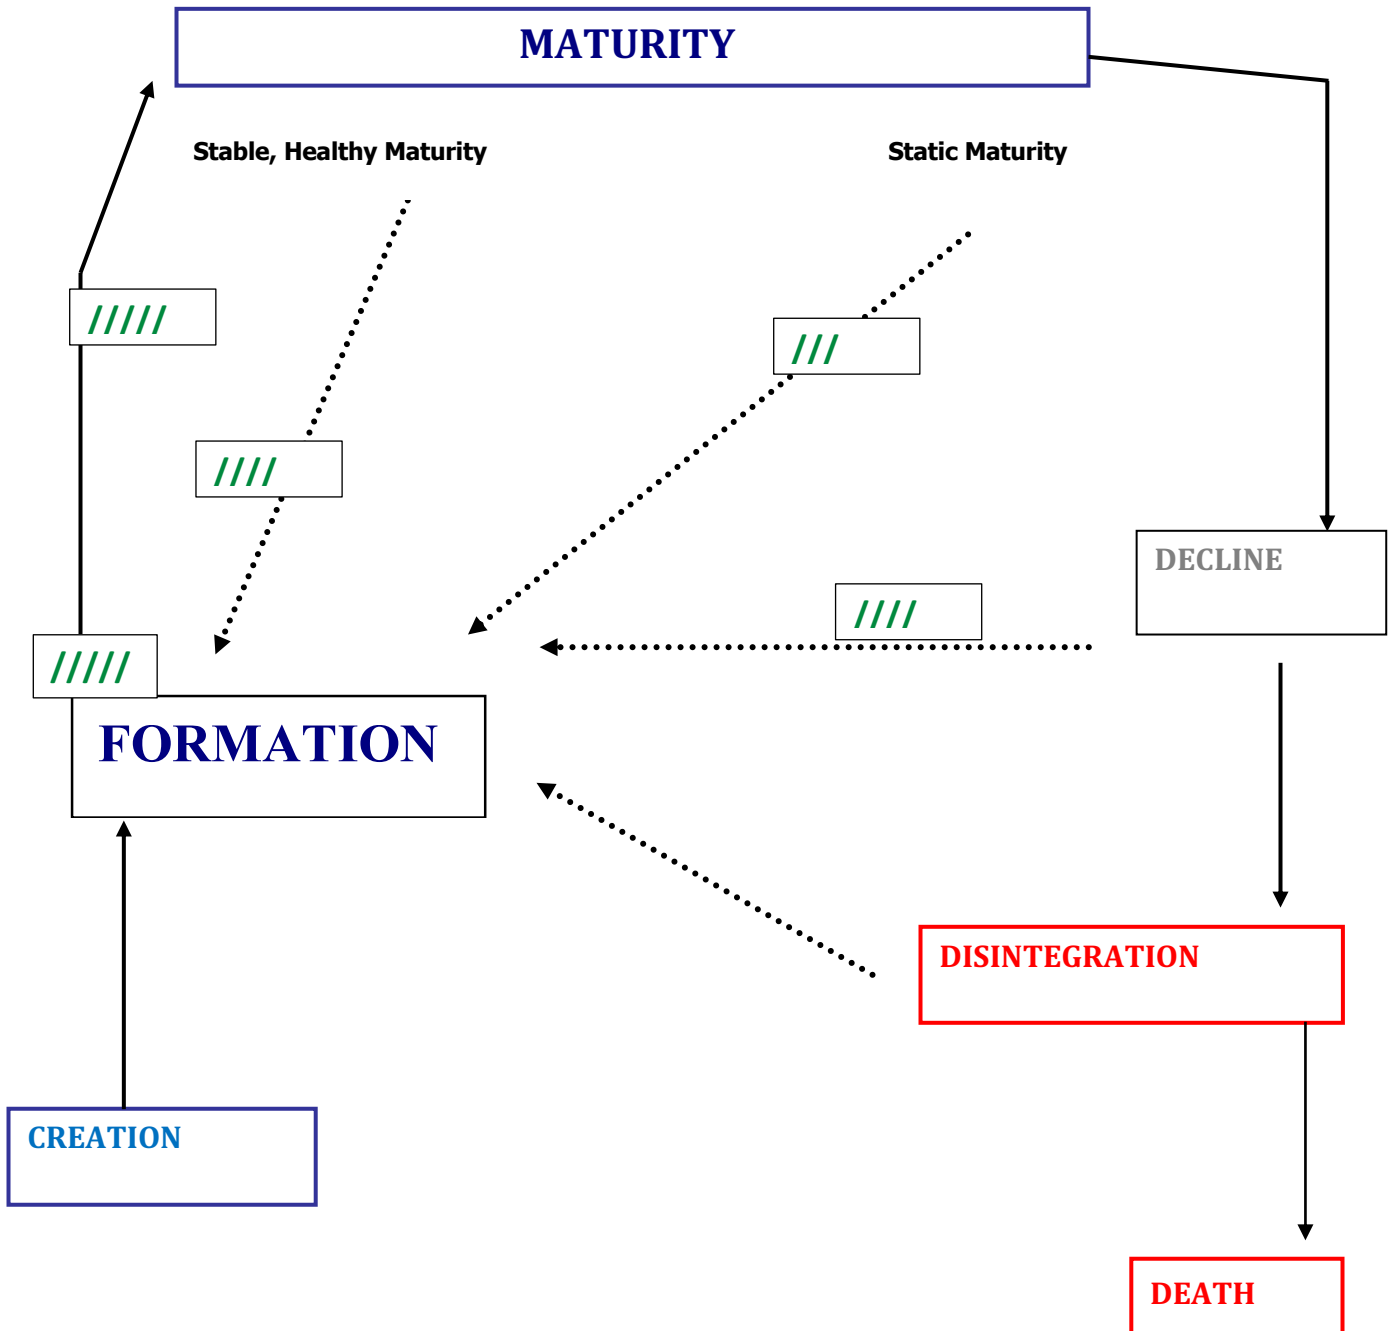 MATURITY
Stable, Healthy Maturity
Static Maturity
/////
///
////
DECLINE
////
/////
FORMATION
DISINTEGRATION
CREATION
DEATH